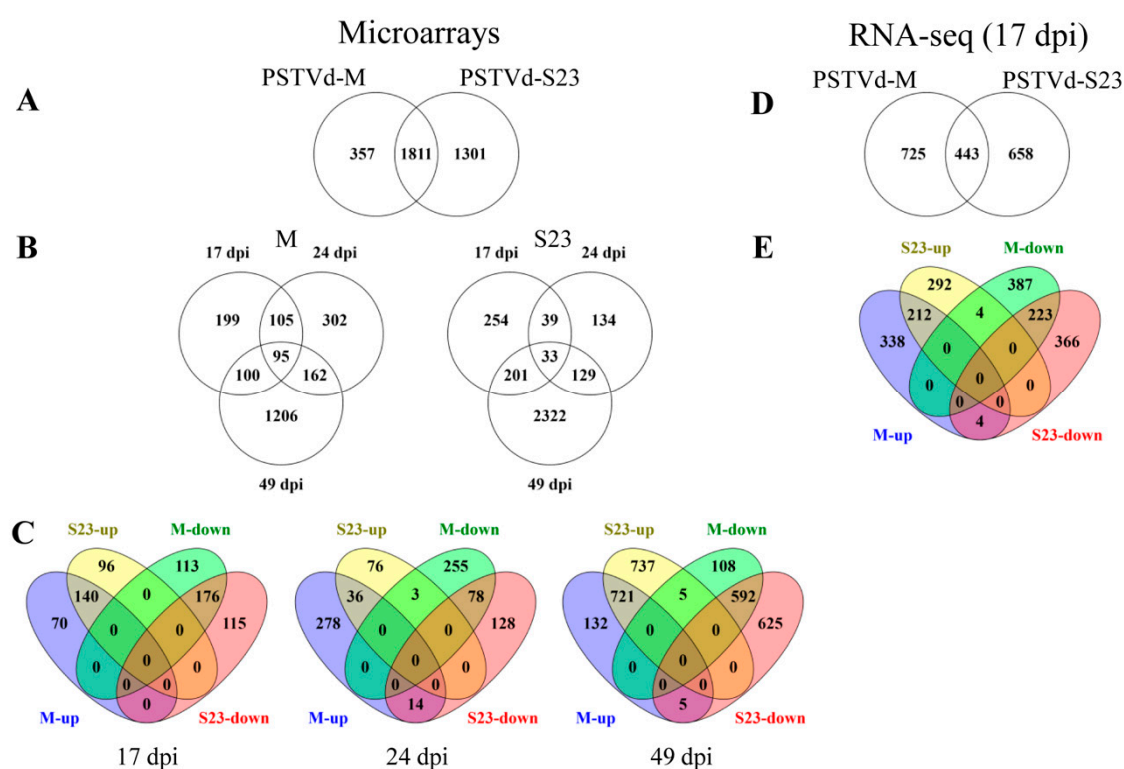 Microarrays
RNA-seq (17 dpi)
A
PSTVd-M PSTVd-S23
357 1811 1301
D
PSTVd-M PSTVd-S23
725 443 658
B
M
17 dpi 24 dpi
199 105 302
95
100 162
1206
49 dpi
S23
17 dpi 24 dpi
254 39 134
33
201 129
2322
49 dpi
E
S23-up M-down
292 387
212 4 223
338 366
0 0
0 0 0
0 0
4
M-up S23-down
C
S23-up M-down
96 113
140 0 176
70 115
0 0
0 0 0
0 0
0
M-up S23-down
17 dpi
S23-up M-down
76 255
36 3 78
278 128
0 0
0 0 0
0 0
14
M-up S23-down
24 dpi
S23-up M-down
737 108
721 5 592
132 625
0 0
0 0 0
0 0
5
M-up S23-down
49 dpi